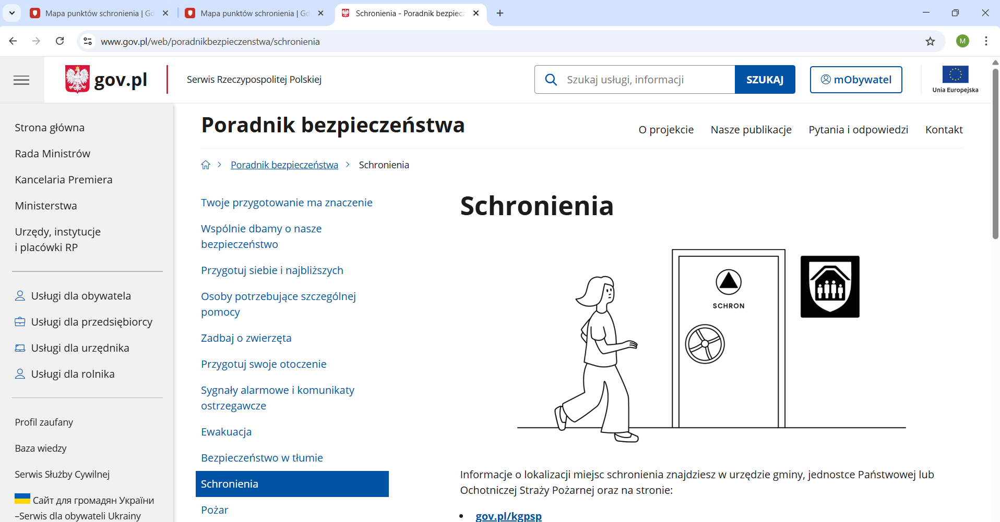 Mapa punktów schronienia | Gd
Mapa punktów schronienia | Gd
Schronienia - Poradnik bezpiecz
www.gov.pl/web/poradnikbezpieczenstwa/schronienia
M
gov.pl
Serwis Rzeczypospolitej Polskiej
Szukaj usługi, informacji
SZUKAJ
mObywatel
Unia Europejska
Strona główna
Rada Ministrów
Kancelaria Premiera
Ministerstwa
Urzędy, instytucje
i placówki RP
Usługi dla obywatela
Usługi dla przedsiębiorcy
Usługi dla urzędnika
Usługi dla rolnika
Profil zaufany
Baza wiedzy
Serwis Służby Cywilnej
Сайт для громадян України
–Serwis dla obywateli Ukrainy
Poradnik bezpieczeństwa
O projekcie
Nasze publikacje
Pytania i odpowiedzi
Kontakt
Poradnik bezpieczeństwa
Schronienia
Twoje przygotowanie ma znaczenie
Wspólnie dbamy o nasze
bezpieczeństwo
Przygotuj siebie i najbliższych
Osoby potrzebujące szczególnej
pomocy
Zadbaj o zwierzęta
Przygotuj swoje otoczenie
Sygnały alarmowe i komunikaty
ostrzegawcze
Ewakuacja
Bezpieczeństwo w tłumie
Schronienia
Pożar
Schronienia
SCHRON
Informacje o lokalizacji miejsc schronienia znajdziesz w urzędzie gminy, jednostce Państwowej lub
Ochotniczej Straży Pożarnej oraz na stronie:
• gov.pl/kgpsp